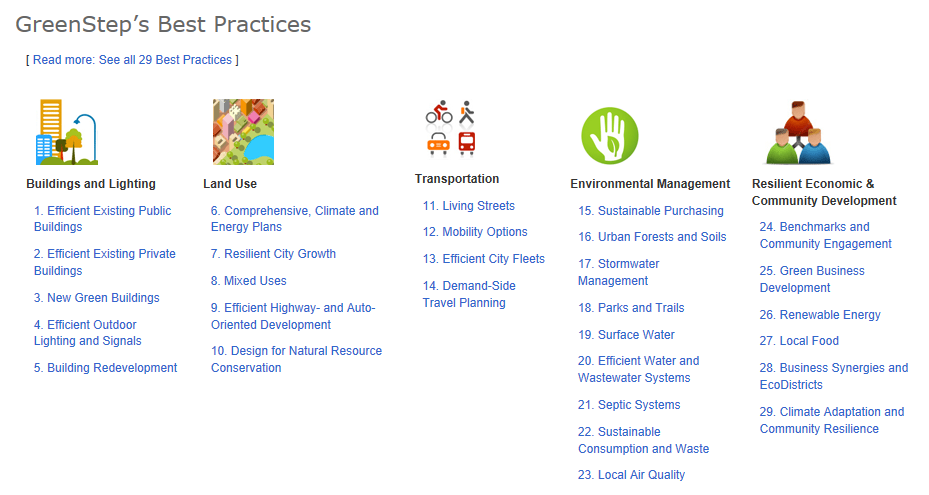 GreenStep's Best Practices
[ Read more: See all 29 Best Practices ]
Buildings and Lighting
1. Efficient Existing Public
Buildings
2. Efficient Existing Private
Buildings
3. New Green Buildings
4. Efficient Outdoor
Lighting and Signals
5. Building Redevelopment
Land Use
6. Comprehensive, Climate and
Energy Plans
7. Resilient City Growth
8. Mixed Uses
9. Efficient Highway- and Auto-
Oriented Development
10. Design for Natural Resource
Conservation
Transportation
11. Living Streets
12. Mobility Options
13. Efficient City Fleets
14. Demand-Side
Travel Planning
Environmental Management
15. Sustainable Purchasing
16. Urban Forests and Soils
17. Stormwater
Management
18. Parks and Trails
19. Surface Water
20. Efficient Water and
Wastewater Systems
21. Septic Systems
22. Sustainable
Consumption and Waste
23. Local Air Quality
Resilient Economic &
Community Development
24. Benchmarks and
Community Engagement
25. Green Business
Development
26. Renewable Energy
27. Local Food
28. Business Synergies and
EcoDistricts
29. Climate Adaptation and
Community Resilience